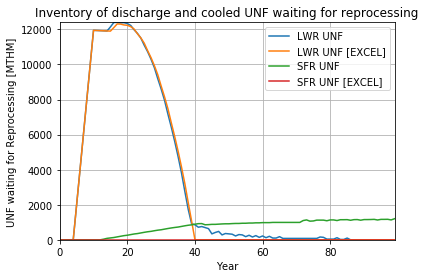 Inventory of discharge and cooled UNF waiting for reprocessing
UNF waiting for Reprocessing [MTHM]
12000
10000
8000
6000
4000
2000
0
LWR UNF
LWR UNF [EXCEL]
SFR UNF
SFR UNF [EXCEL]
0
20
40
60
80
Year